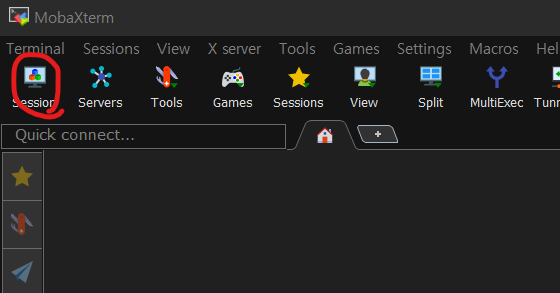 MobaXterm
Terminal Sessions View X server Tools Games Settings Macros Hel
Session Servers Tools Games Sessions View Split MultiExec Tunn
Quick connect...